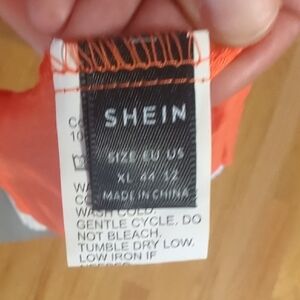 SHEIN
SIZE EU US
XL 44 12
MADE IN CHINA
WASH COLD,
GENTLE CYCLE, DO
NOT BLEACH,
TUMBLE DRY LOW,
LOW IRON IF